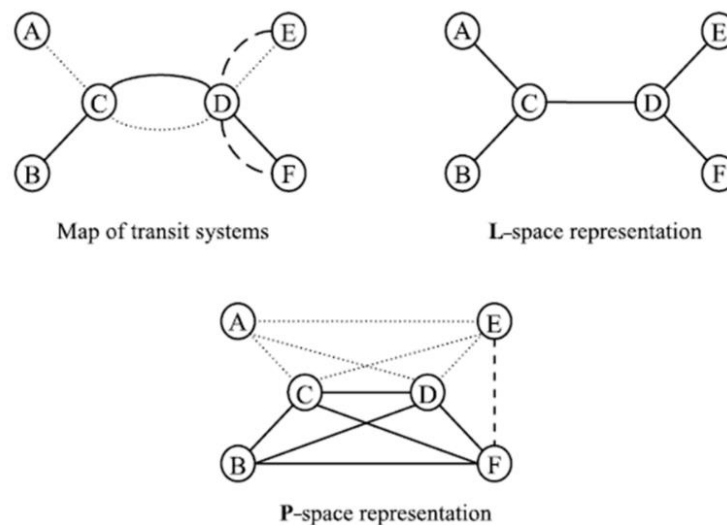 A
E
C
D
B
F
Map of transit systems
A
E
C
D
B
F
L-space representation
A
E
C
D
B
F
P-space representation